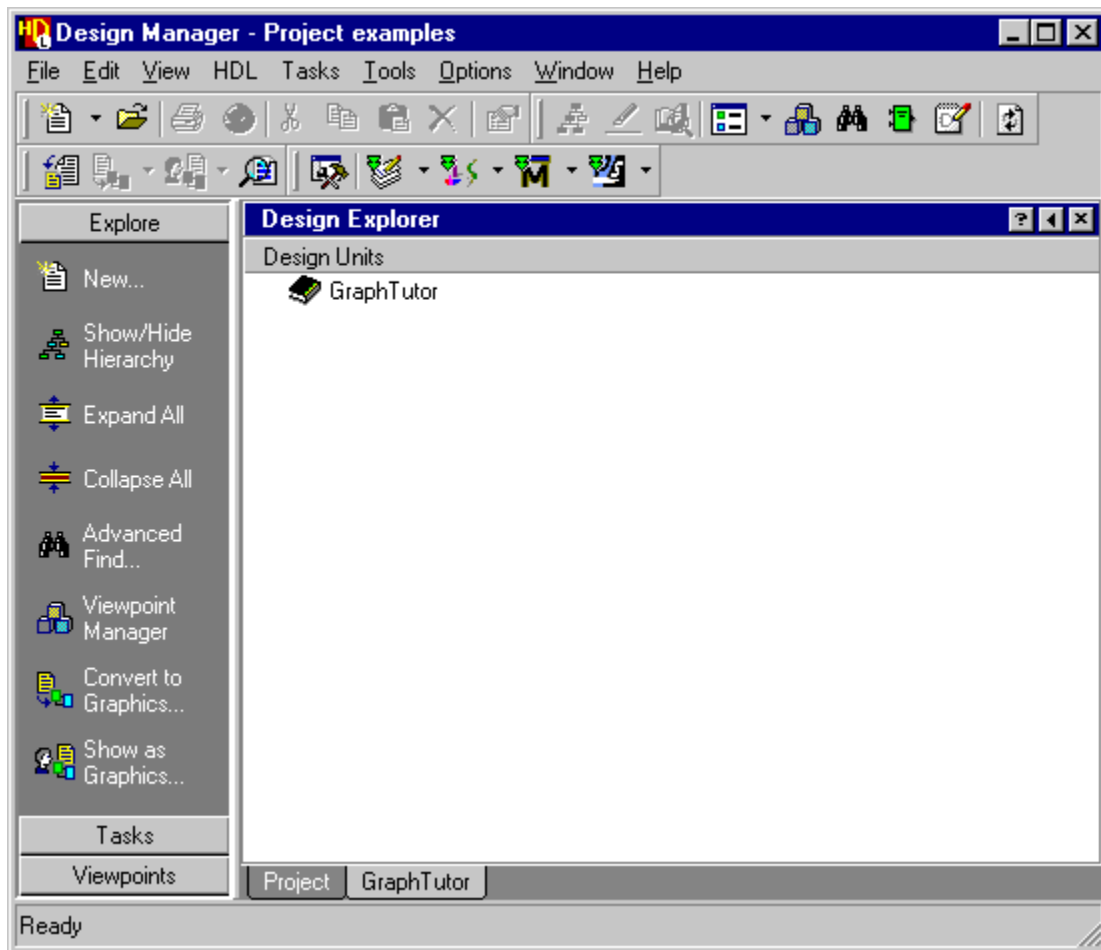 Design Manager - Project examples
File Edit View HDL Tasks Tools Options Window Help
Explore
New...
Show/Hide
Hierarchy
Expand All
Collapse All
Advanced
Find...
Viewpoint
Manager
Convert to
Graphics...
Show as
Graphics...
Tasks
Viewpoints
Design Explorer
Design Units
GraphTutor
Project GraphTutor
Ready